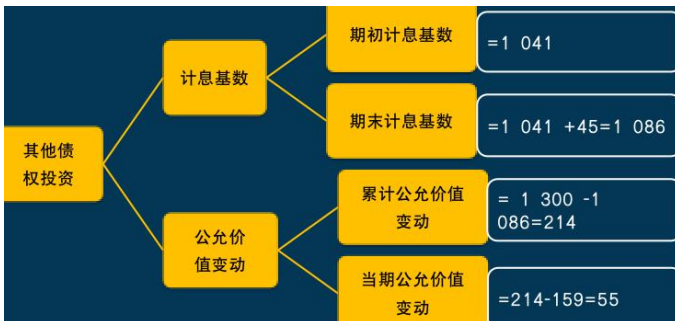 期初计息基数
=1 041
计息基数
期末计息基数
=1 041 +45=1 086
其他债
权投资
累计公允价值
变动
= 1 300 -1
086=214
公允价
值变动
当期公允价值
变动
=214-159=55